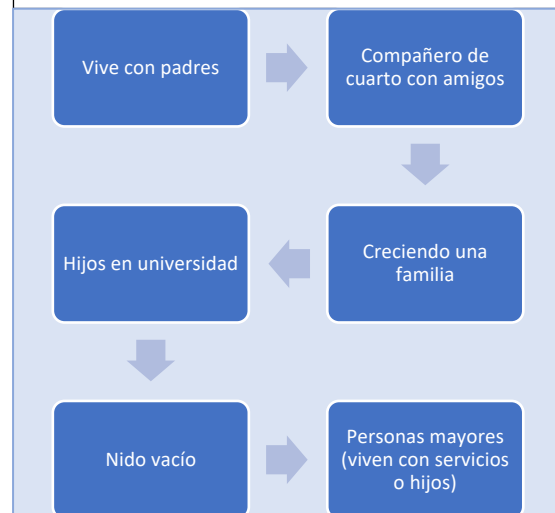 Vive con padres
Compañero de
cuarto con amigos
Creciendo una
familia
Hijos en universidad
Nido vacío
Personas mayores
(viven con servicios
o hijos)